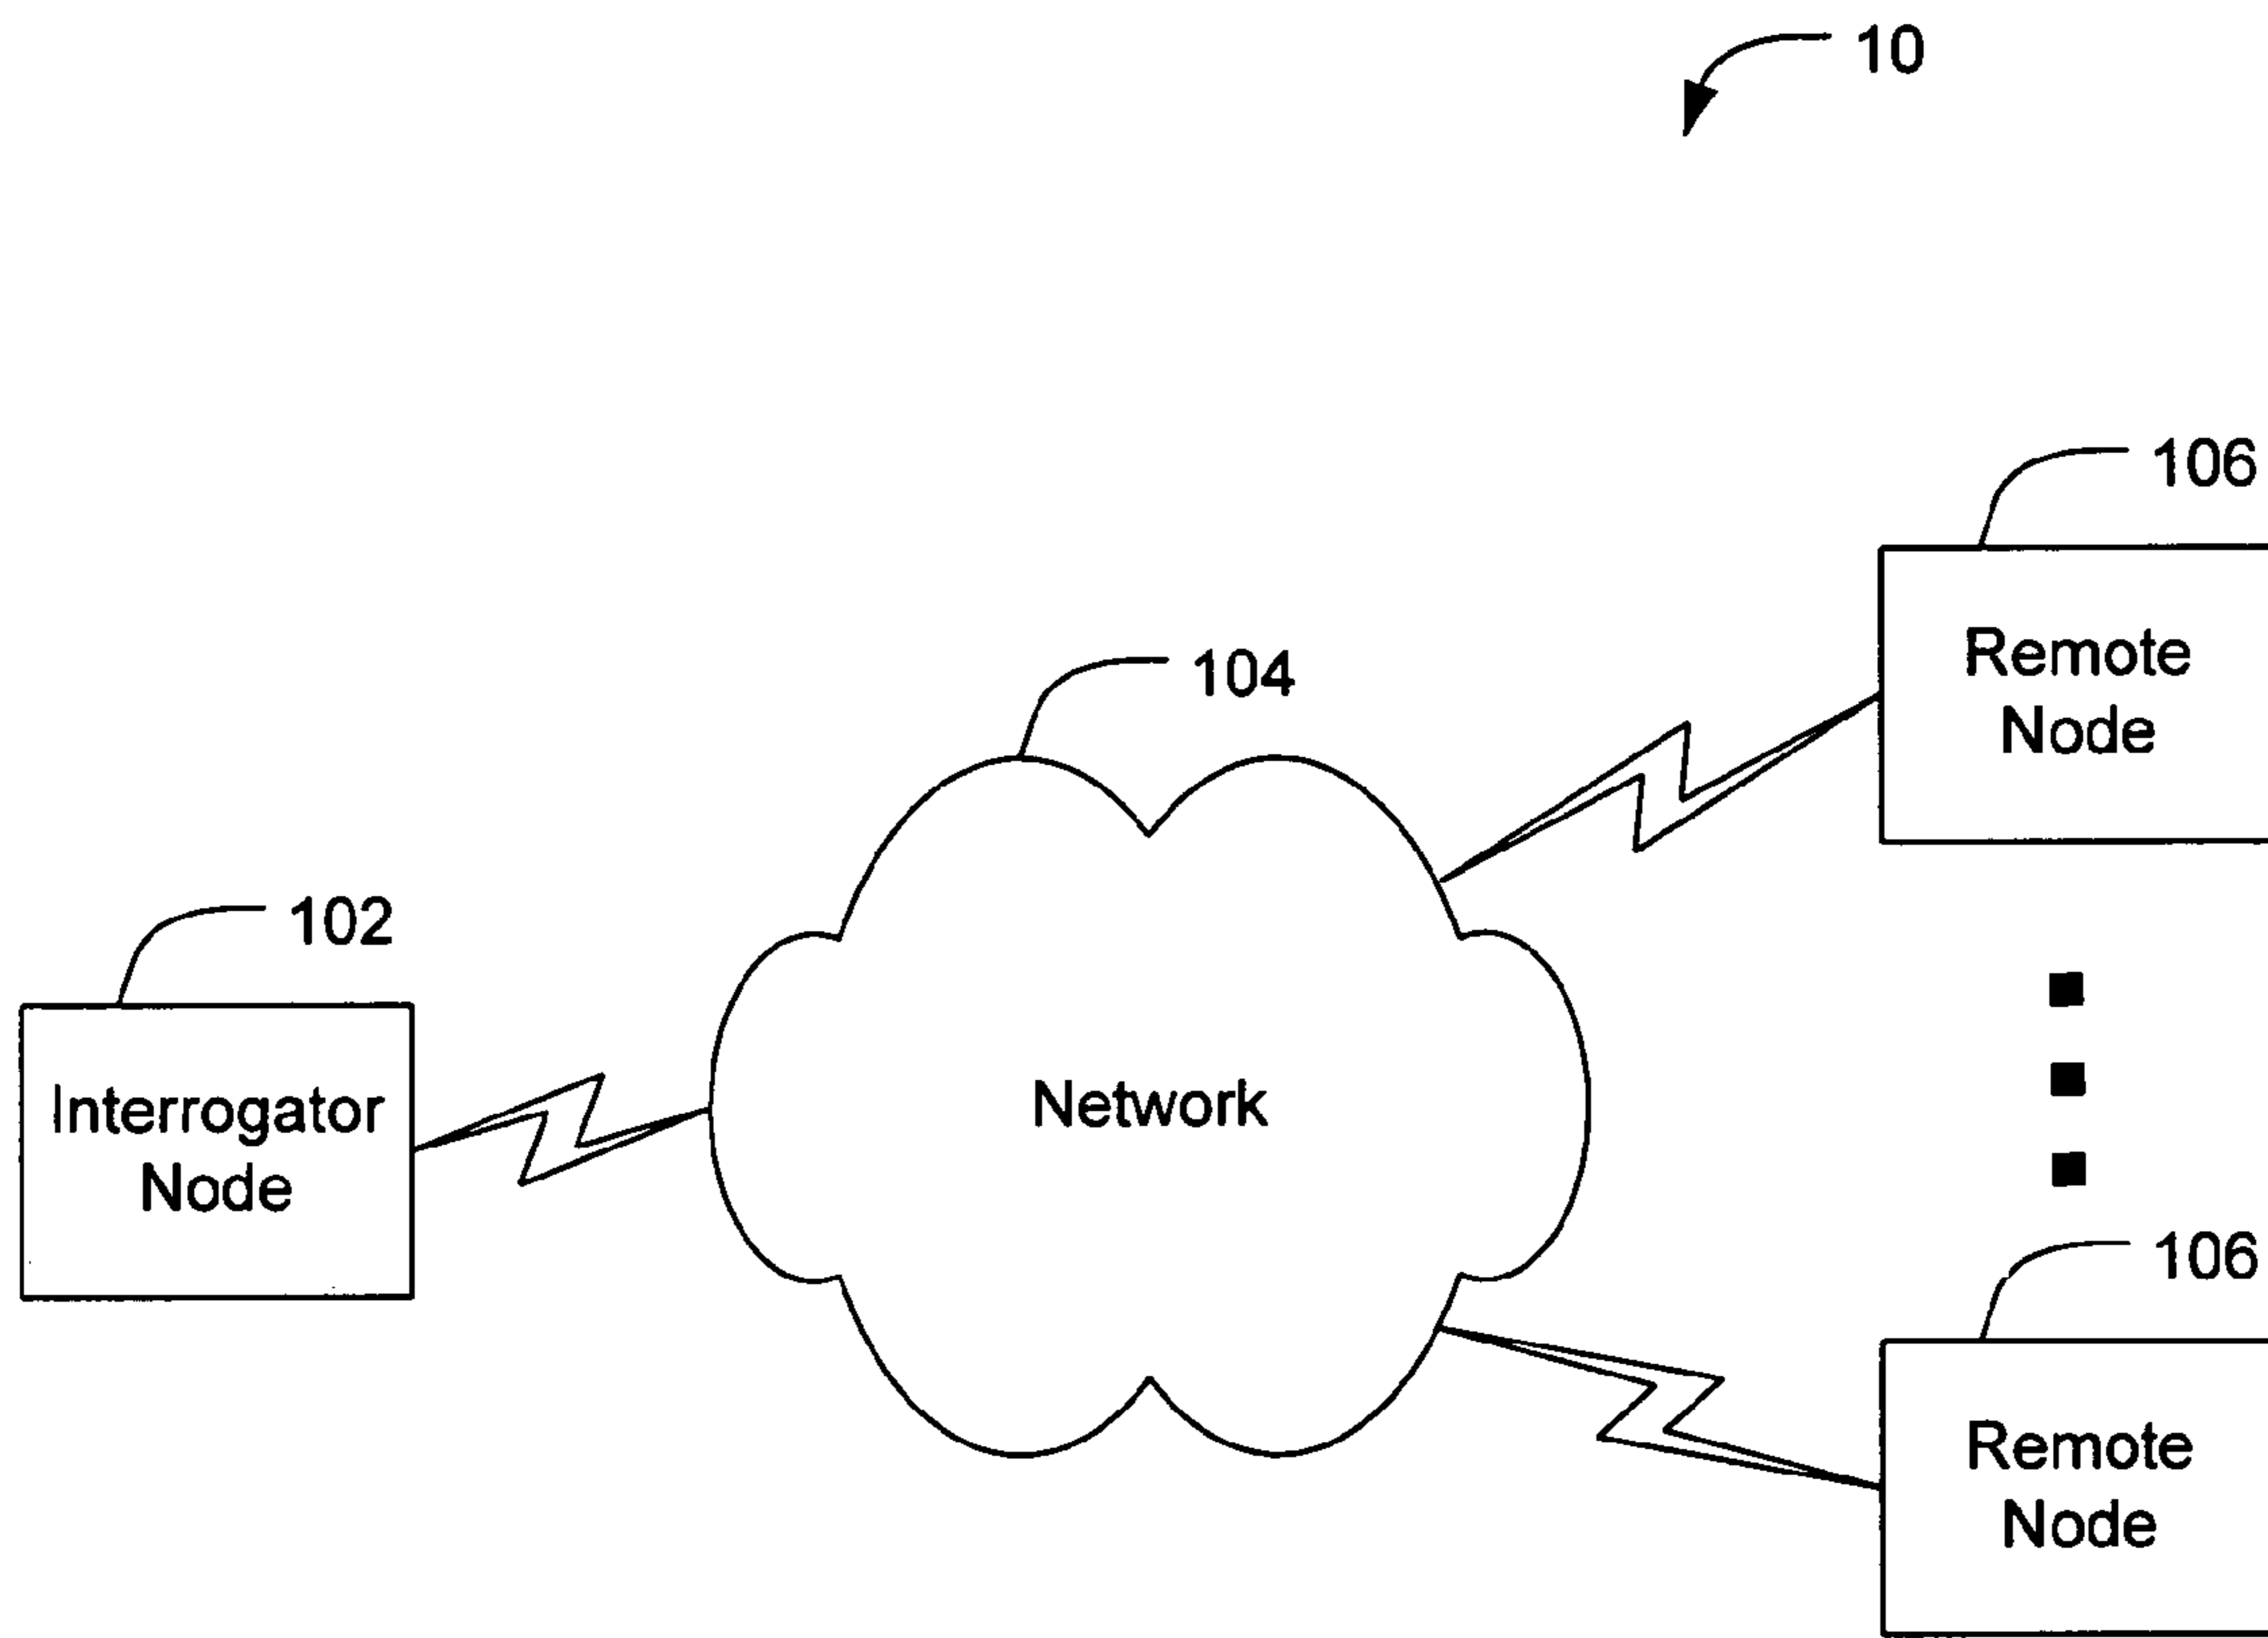 10
106
Remote
Node
104
102
Interrogator
Node
Network
106
Remote
Node